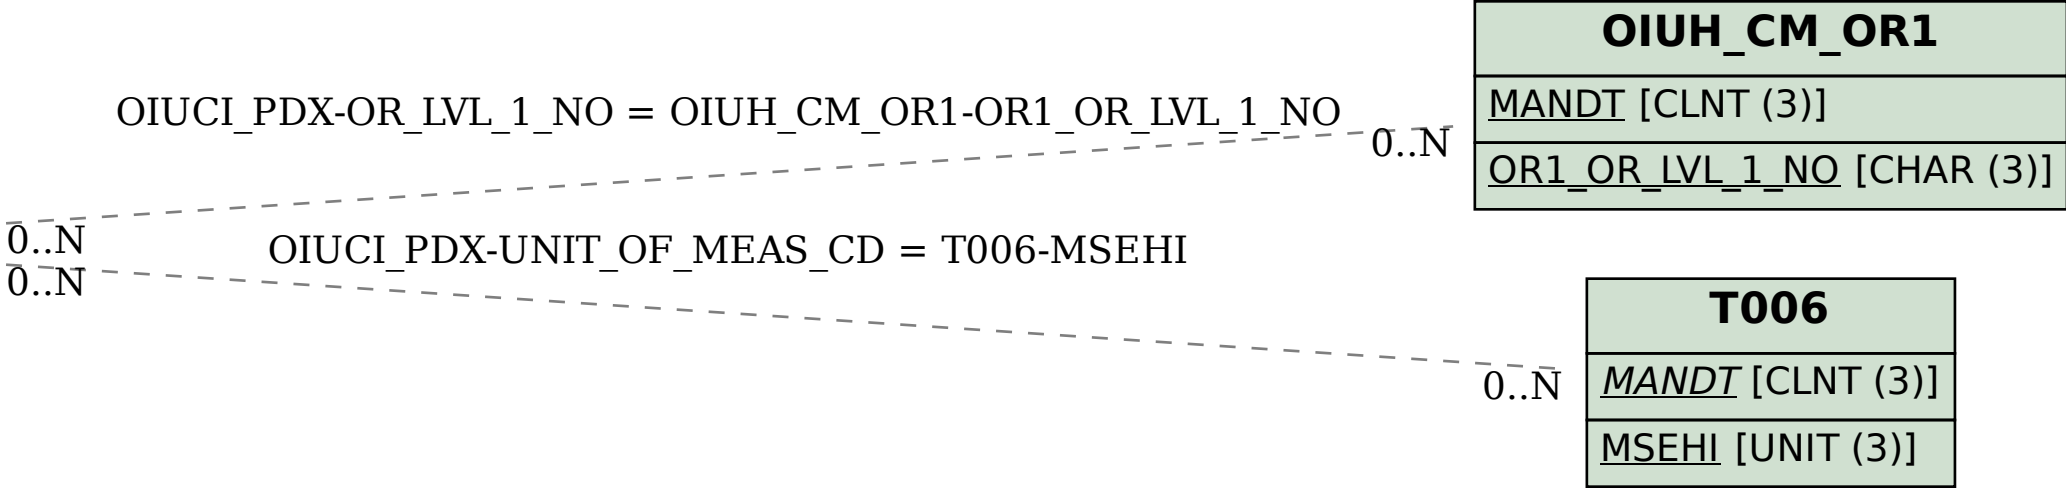 OIUH_CM_OR1
MANDT [CLNT (3)]
OR1_OR_LVL_1_NO [CHAR (3)]
OIUCI_PDX-OR_LVL_1_NO = OIUH_CM_OR1-OR1_OR_LVL_1_NO
0..N
0..N
OIUCI_PDX-UNIT_OF_MEAS_CD = T006-MSEHI
0..N
0..N
T006
MANDT [CLNT (3)]
MSEHI [UNIT (3)]